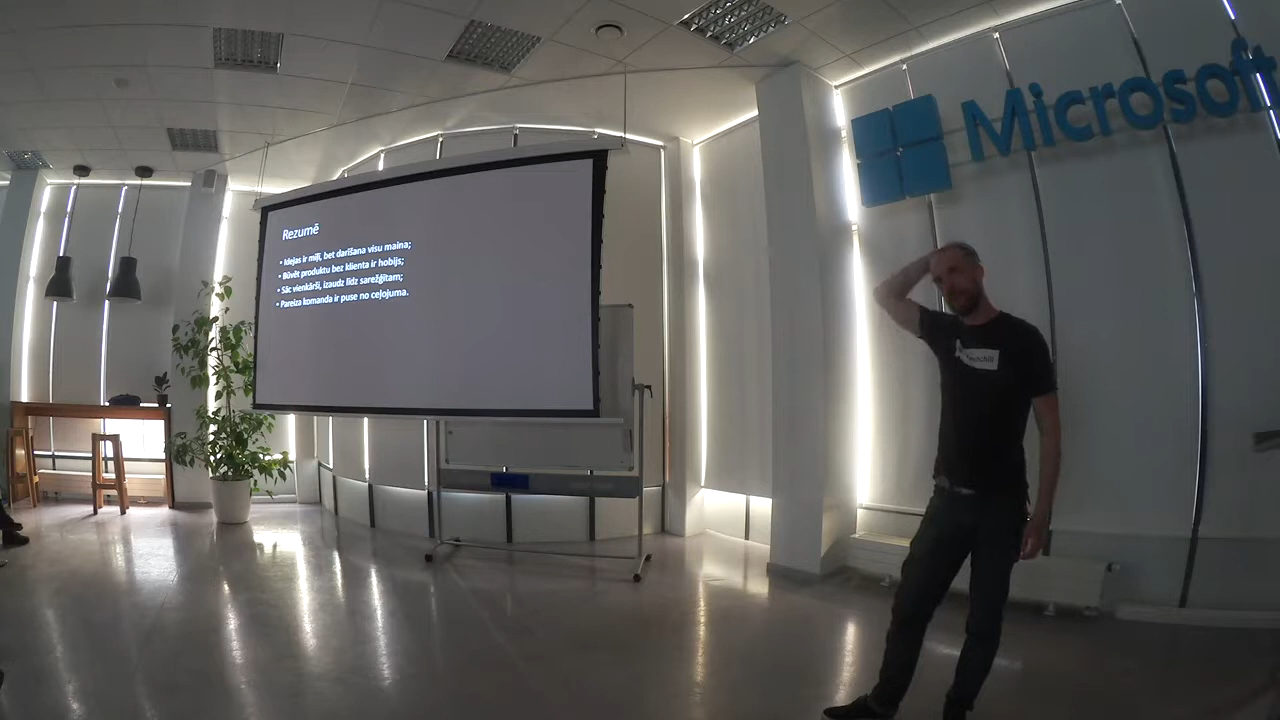 Microsoft
Rezumē
• Idejas ir mīļi, bet darīšana visu maina;
• Būvēt produktu bez klienta ir hobijs;
• Sāc vienkārši, izaudz līdz sarežģītam;
• Pareiza komanda ir puse no ceļojuma.